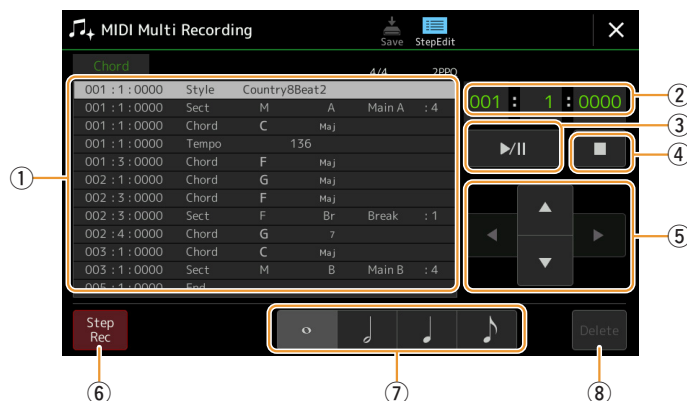 MIDI Multi Recording
Save StepEdit
Chord 4/4 2PPQ
001 : 1 : 0000 Style Country8Beat2
001 : 1 : 0000 Sect M A Main A : 4
001 : 1 : 0000 Chord C Maj
001 : 1 : 0000 Tempo 136
001 : 3 : 0000 Chord F Maj
002 : 1 : 0000 Chord G Maj
002 : 3 : 0000 Chord F Maj
002 : 3 : 0000 Sect F Br Break : 1
002 : 4 : 0000 Chord G 7
003 : 1 : 0000 Chord C Maj
003 : 1 : 0000 Sect M B Main B : 4
005 : 1 : 0000 End
001 : 1 : 0000
Step
Rec
Delete
①
②
③
④
⑤
⑥
⑦
⑧